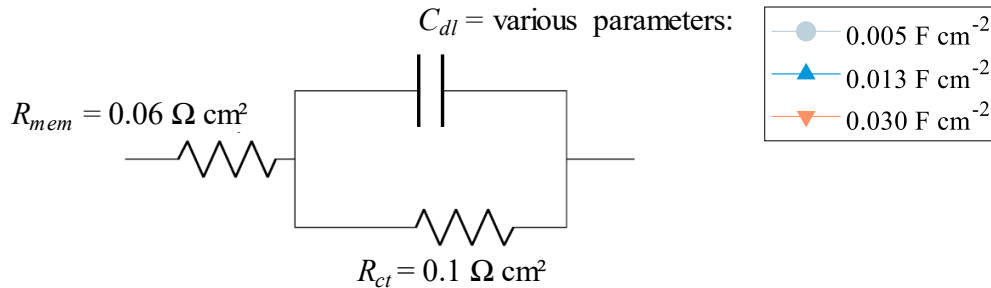 C_dl = various parameters:
0.005 F cm⁻²
0.013 F cm⁻²
0.030 F cm⁻²
R_mem = 0.06 Ω cm²
R_ct = 0.1 Ω cm²